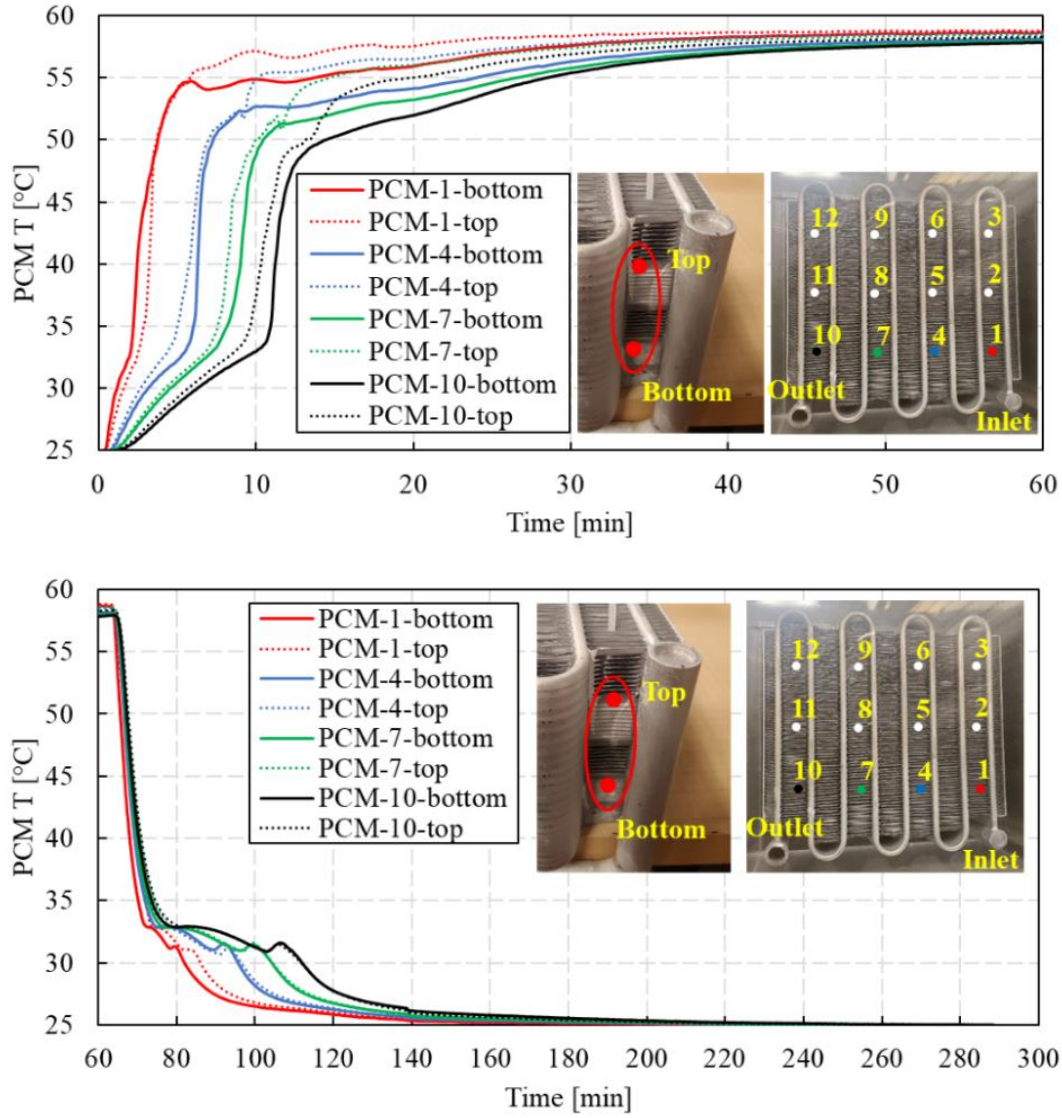 60
55
50
45
40
35
30
25
PCM T [°C]
PCM-1-bottom
PCM-1-top
PCM-4-bottom
PCM-4-top
PCM-7-bottom
PCM-7-top
PCM-10-bottom
PCM-10-top
Top
Bottom
12 9 6 3
11 8 5 2
10 7 4 1
Outlet
Inlet
0 10 20 30 40 50 60
Time [min]
60
55
50
45
40
35
30
25
PCM T [°C]
PCM-1-bottom
PCM-1-top
PCM-4-bottom
PCM-4-top
PCM-7-bottom
PCM-7-top
PCM-10-bottom
PCM-10-top
Top
Bottom
12 9 6 3
11 8 5 2
10 7 4 1
Outlet
Inlet
60 80 100 120 140 160 180 200 220 240 260 280 300
Time [min]